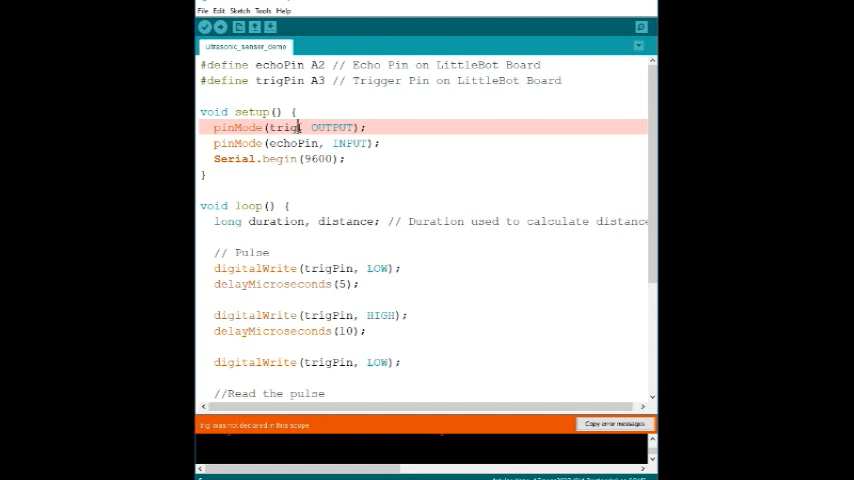 File Edit Sketch Tools Help
ultrasonic_sensor_demo
#define echoPin A2 // Echo Pin on LittleBot Board
#define trigPin A3 // Trigger Pin on LittleBot Board
void setup() {
pinMode(trig, OUTPUT);
pinMode(echoPin, INPUT);
Serial.begin(9600);
}
void loop() {
long duration, distance; // Duration used to calculate distance
// Pulse
digitalWrite(trigPin, LOW);
delayMicroseconds(5);
digitalWrite(trigPin, HIGH);
delayMicroseconds(10);
digitalWrite(trigPin, LOW);
//Read the pulse
'trig' was not declared in this scope
Copy error messages